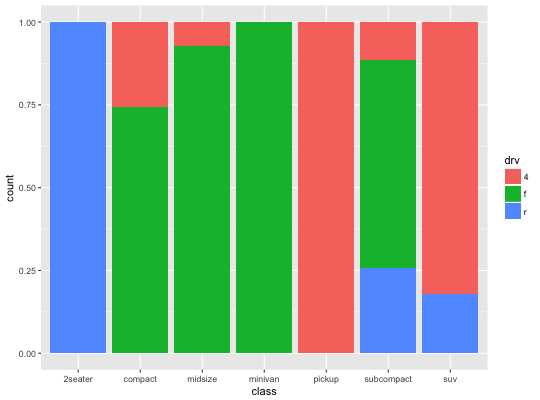 1.00
0.75
0.50
0.25
0.00
count
2seater compact midsize minivan pickup subcompact suv
class
drv
4
f
r